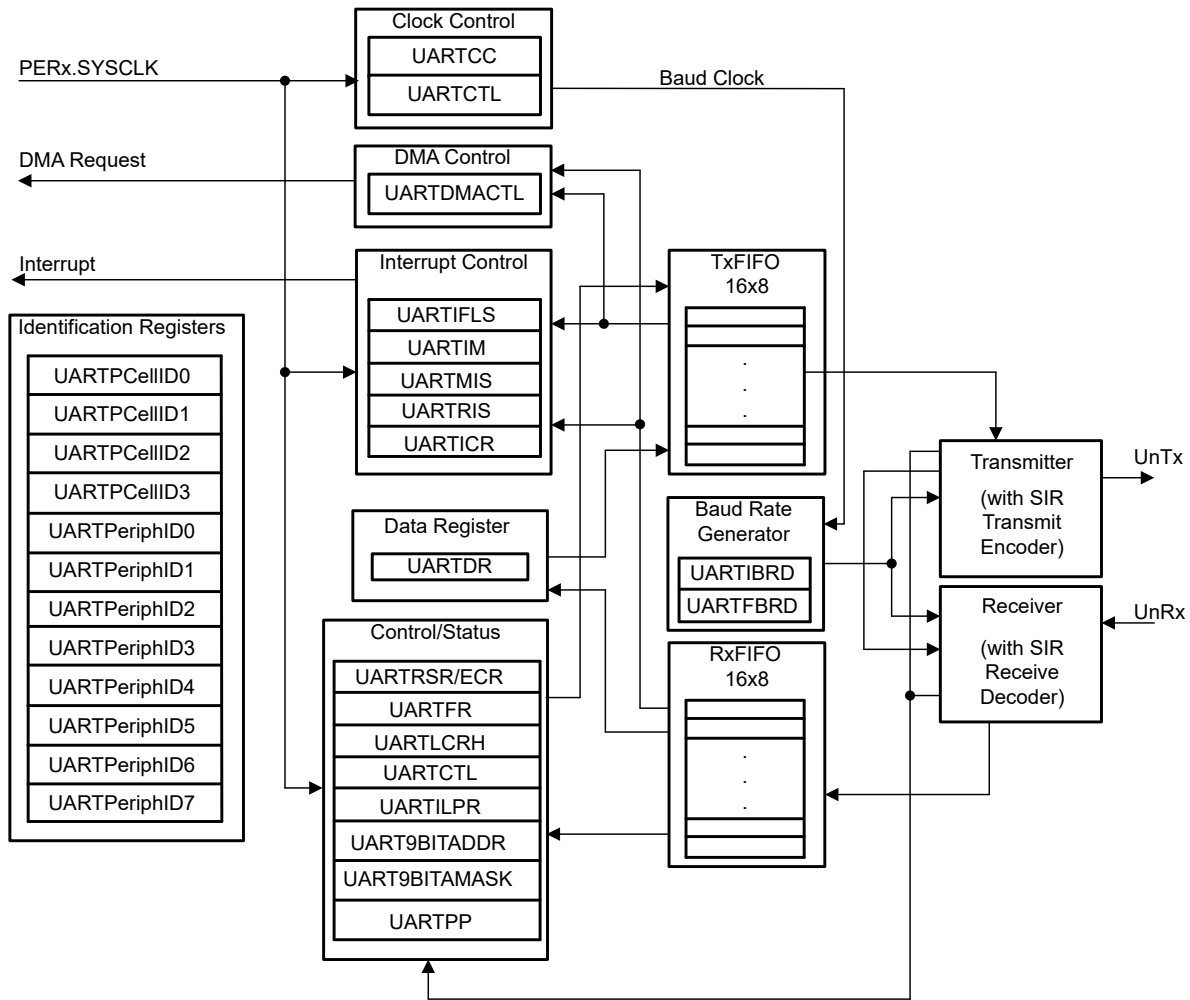 Clock Control
UARTCC
UARTCTL
PERx.SYSCLK
Baud Clock
DMA Request
DMA Control
UARTDMACTL
Interrupt
Interrupt Control
UARTIFLS
UARTIM
UARTMIS
UARTRIS
UARTICR
TxFIFO
16x8
.
.
.
Identification Registers
UARTPCellID0
UARTPCellID1
UARTPCellID2
UARTPCellID3
UARTPeriphID0
UARTPeriphID1
UARTPeriphID2
UARTPeriphID3
UARTPeriphID4
UARTPeriphID5
UARTPeriphID6
UARTPeriphID7
Data Register
UARTDR
Baud Rate
Generator
UARTIBRD
UARTFBRD
Transmitter
(with SIR
Transmit
Encoder)
UnTx
Receiver
(with SIR
Receive
Decoder)
UnRx
Control/Status
UARTRSR/ECR
UARTFR
UARTLCRH
UARTCTL
UARTILPR
UART9BITADDR
UART9BITAMASK
UARTPP
RxFIFO
16x8
.
.
.